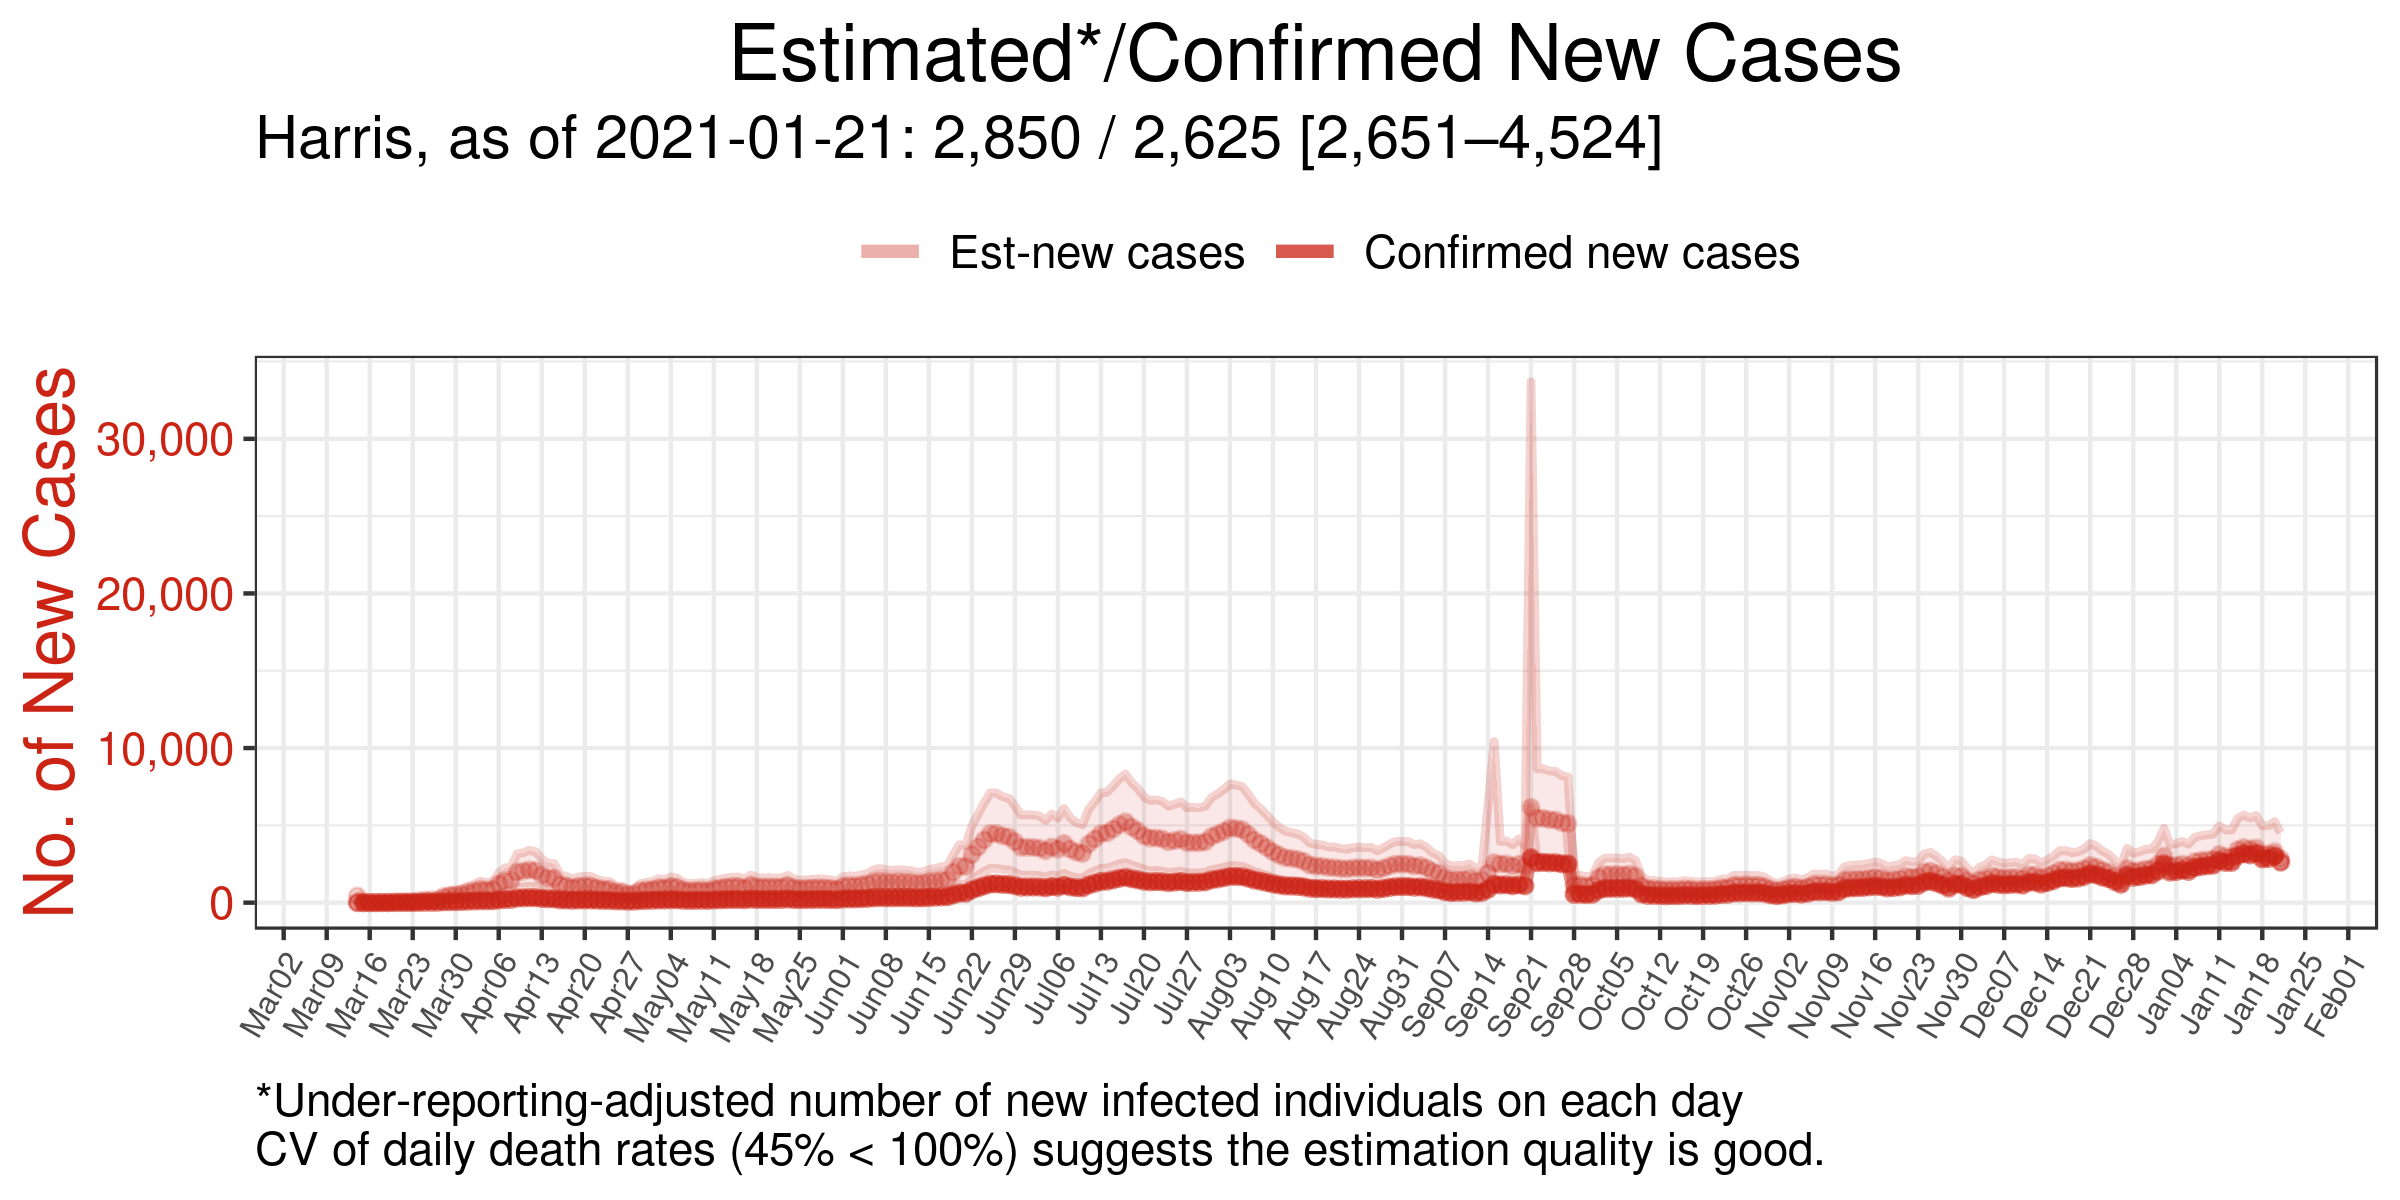 Estimated*/Confirmed New Cases
Harris, as of 2021-01-21: 2,850 / 2,625 [2,651–4,524]
Est-new cases Confirmed new cases
No. of New Cases
30,000
20,000
10,000
0
Mar02 Mar09 Mar16 Mar23 Mar30 Apr06 Apr13 Apr20 Apr27 May04 May11 May18 May25 Jun01 Jun08 Jun15 Jun22 Jun29 Jul06 Jul13 Jul20 Jul27 Aug03 Aug10 Aug17 Aug24 Aug31 Sep07 Sep14 Sep21 Sep28 Oct05 Oct12 Oct19 Oct26 Nov02 Nov09 Nov16 Nov23 Nov30 Dec07 Dec14 Dec21 Dec28 Jan04 Jan11 Jan18 Jan25 Feb01
*Under-reporting-adjusted number of new infected individuals on each day
CV of daily death rates (45% < 100%) suggests the estimation quality is good.